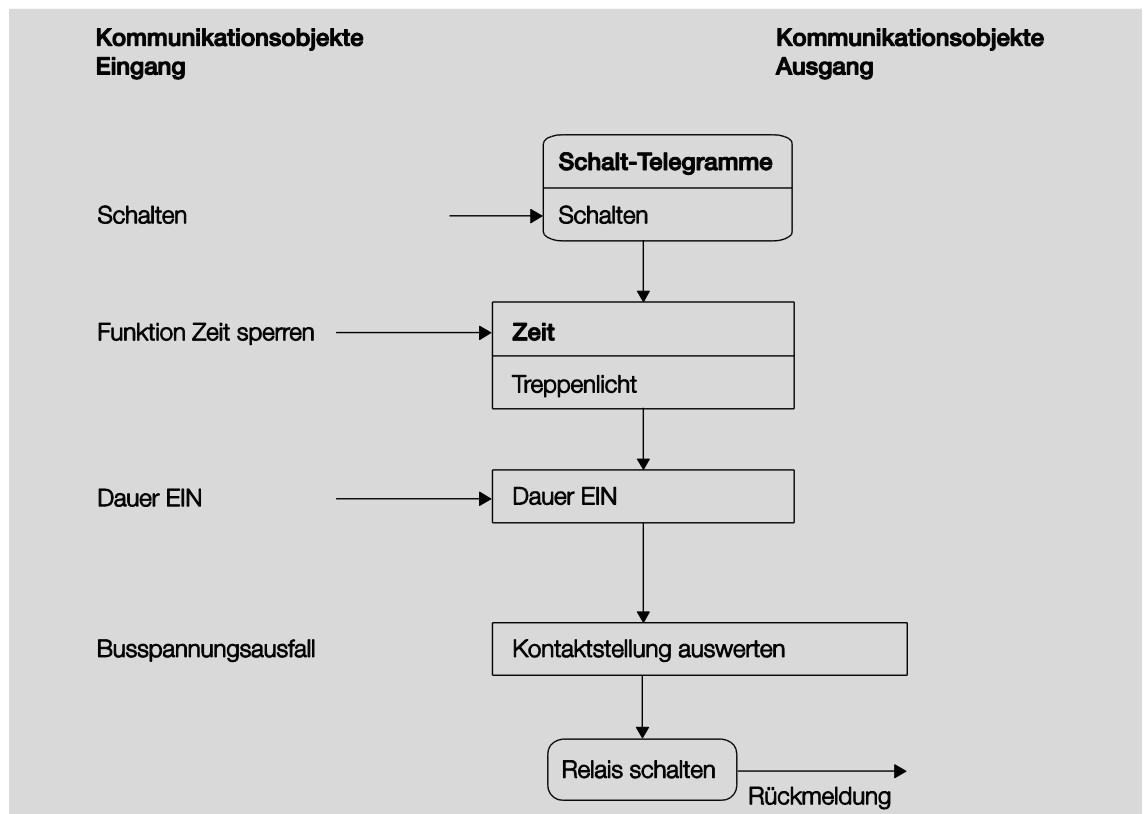 Kommunikationsobjekte
Eingang
Kommunikationsobjekte
Ausgang
Schalt-Telegramme
Schalten
Schalten
Funktion Zeit sperren
Zeit
Treppenlicht
Dauer EIN
Dauer EIN
Busspannungsausfall
Kontaktstellung auswerten
Relais schalten
Rückmeldung